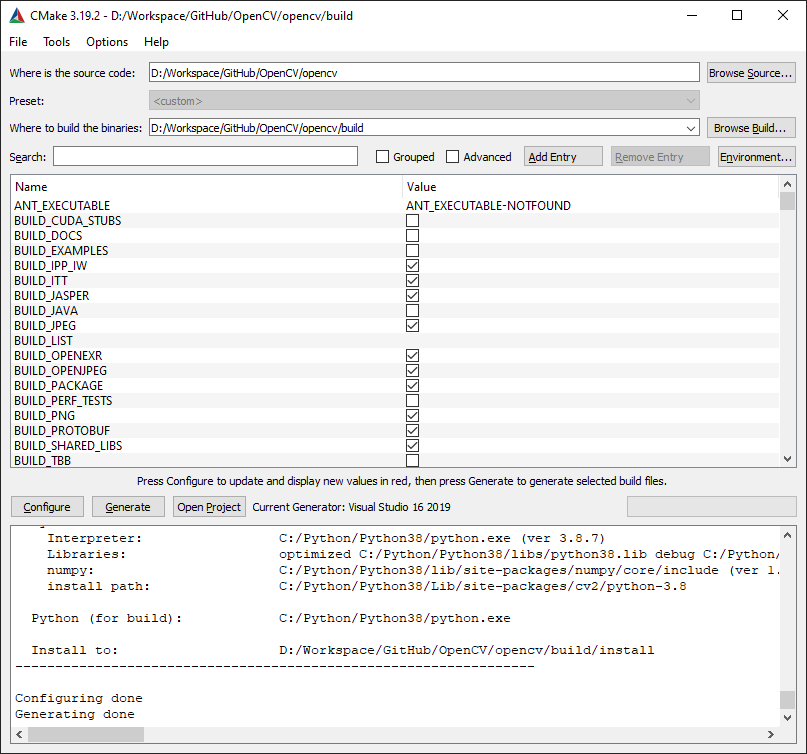 CMake 3.19.2 - D:/Workspace/GitHub/OpenCV/opencv/build
File Tools Options Help
Where is the source code: D:/Workspace/GitHub/OpenCV/opencv Browse Source...
Preset: <custom>
Where to build the binaries: D:/Workspace/GitHub/OpenCV/opencv/build Browse Build...
Search: Grouped Advanced Add Entry Remove Entry Environment...
Name Value
ANT_EXECUTABLE ANT_EXECUTABLE-NOTFOUND
BUILD_CUDA_STUBS
BUILD_DOCS
BUILD_EXAMPLES
BUILD_IPP_IW
BUILD_ITT
BUILD_JASPER
BUILD_JAVA
BUILD_JPEG
BUILD_LIST
BUILD_OPENEXR
BUILD_OPENJPEG
BUILD_PACKAGE
BUILD_PERF_TESTS
BUILD_PNG
BUILD_PROTOBUF
BUILD_SHARED_LIBS
BUILD_TBB
Press Configure to update and display new values in red, then press Generate to generate selected build files.
Configure Generate Open Project Current Generator: Visual Studio 16 2019
Interpreter: C:/Python/Python38/python.exe (ver 3.8.7)
Libraries: optimized C:/Python/Python38/libs/python38.lib debug C:/Python/
numpy: C:/Python/Python38/lib/site-packages/numpy/core/include (ver 1.
install path: C:/Python/Python38/Lib/site-packages/cv2/python-3.8
Python (for build): C:/Python/Python38/python.exe
Install to: D:/Workspace/GitHub/OpenCV/opencv/build/install
-----------------------------------------------------------------
Configuring done
Generating done